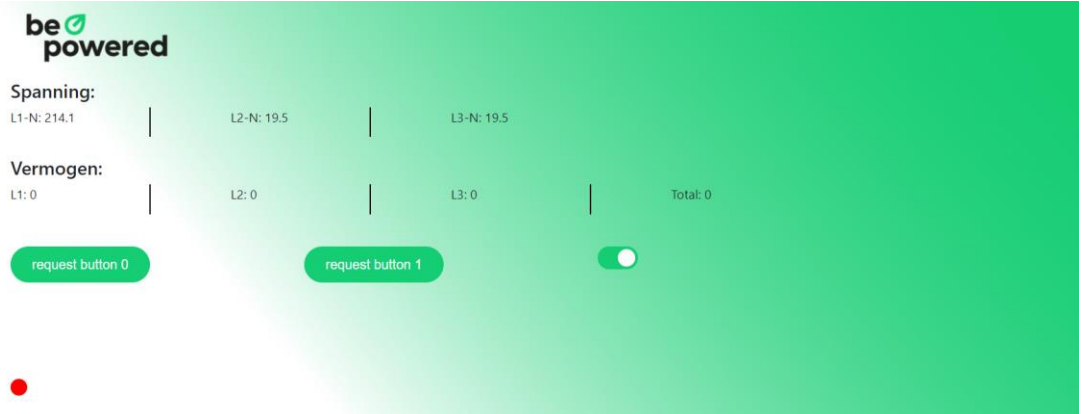 be
powered
Spanning:
L1-N: 214.1 L2-N: 19.5 L3-N: 19.5
Vermogen:
L1: 0 L2: 0 L3: 0 Total: 0
request button 0 request button 1